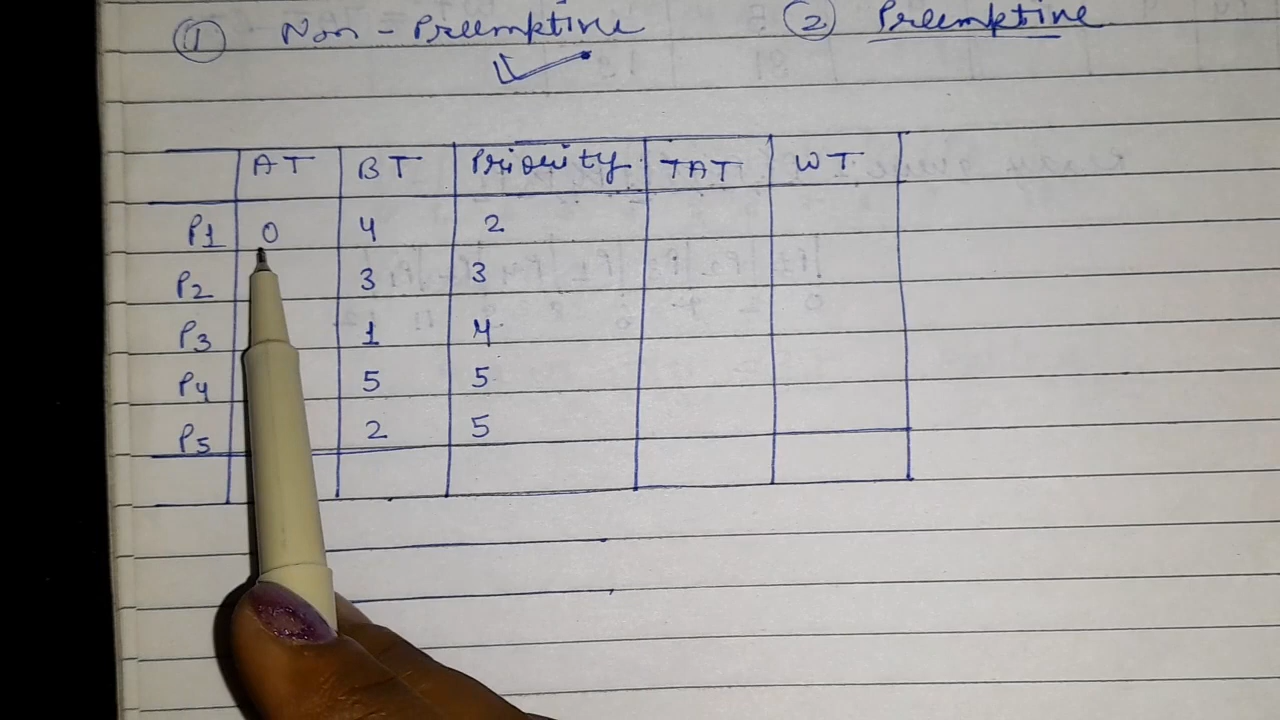 ① Non-Preemptive ② Preemptive
AT BT Priority TAT WT
P1 0 4 2
P2 3 3
P3 1 4
P4 5 5
P5 2 5